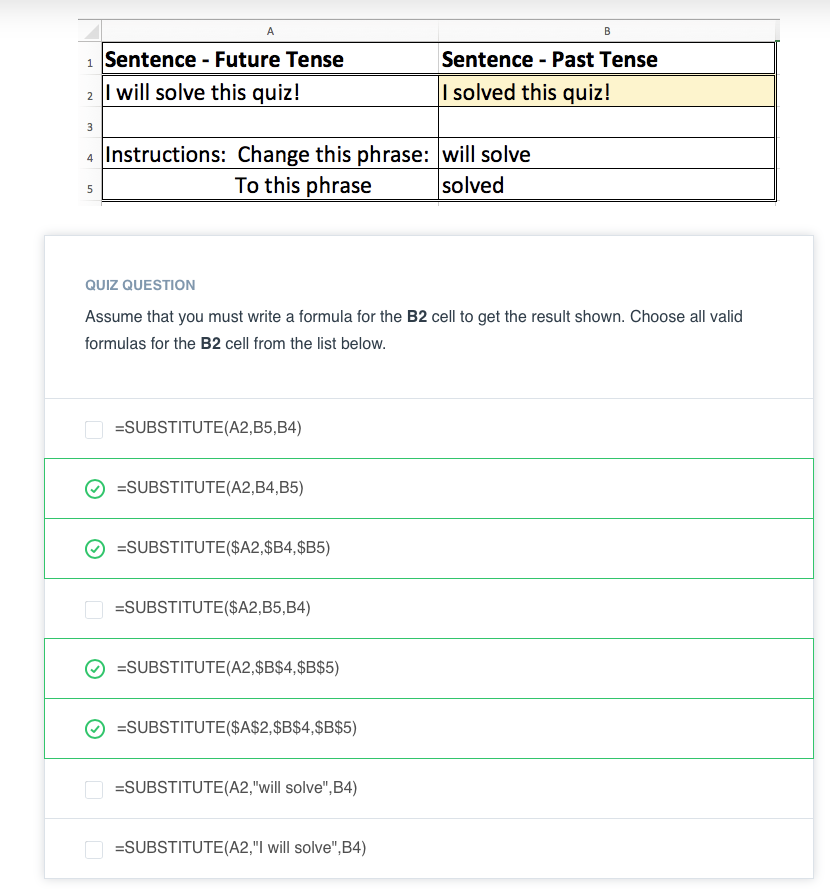 A B
1 Sentence - Future Tense Sentence - Past Tense
2 I will solve this quiz! I solved this quiz!
3
4 Instructions: Change this phrase: will solve
5 To this phrase solved
QUIZ QUESTION
Assume that you must write a formula for the B2 cell to get the result shown. Choose all valid
formulas for the B2 cell from the list below.
=SUBSTITUTE(A2,B5,B4)
=SUBSTITUTE(A2,B4,B5)
=SUBSTITUTE($A2,$B4,$B5)
=SUBSTITUTE($A2,B5,B4)
=SUBSTITUTE(A2,$B$4,$B$5)
=SUBSTITUTE($A$2,$B$4,$B$5)
=SUBSTITUTE(A2,"will solve",B4)
=SUBSTITUTE(A2,"I will solve",B4)